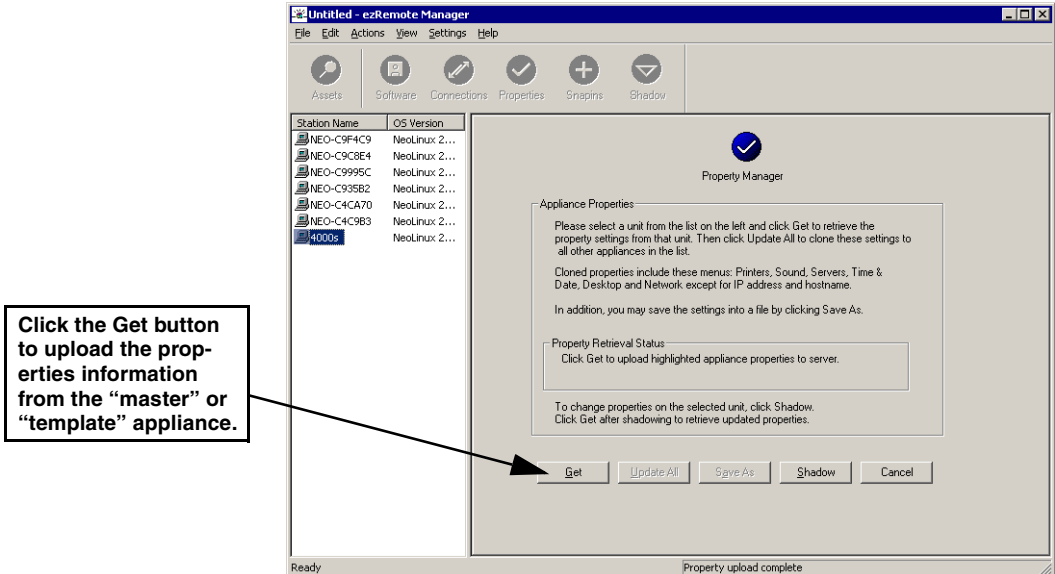 Untitled - ezRemote Manager
File Edit Actions View Settings Help
Assets Software Connections Properties Snapins Shadow
Station Name OS Version
NEO-C9F4C9 NeoLinux 2...
NEO-C9C8E4 NeoLinux 2...
NEO-C9995C NeoLinux 2...
NEO-C935B2 NeoLinux 2...
NEO-C4CA70 NeoLinux 2...
NEO-C4C9B3 NeoLinux 2...
4000s NeoLinux 2...
Property Manager
Appliance Properties
Please select a unit from the list on the left and click Get to retrieve the
property settings from that unit. Then click Update All to clone these settings to
all other appliances in the list.
Cloned properties include these menus: Printers, Sound, Servers, Time &
Date, Desktop and Network except for IP address and hostname.
In addition, you may save the settings into a file by clicking Save As.
Property Retrieval Status
Click Get to upload highlighted appliance properties to server.
To change properties on the selected unit, click Shadow.
Click Get after shadowing to retrieve updated properties.
Get Update All Save As Shadow Cancel
Ready Property upload complete
Click the Get button
to upload the prop-
erties information
from the “master” or
“template” appliance.